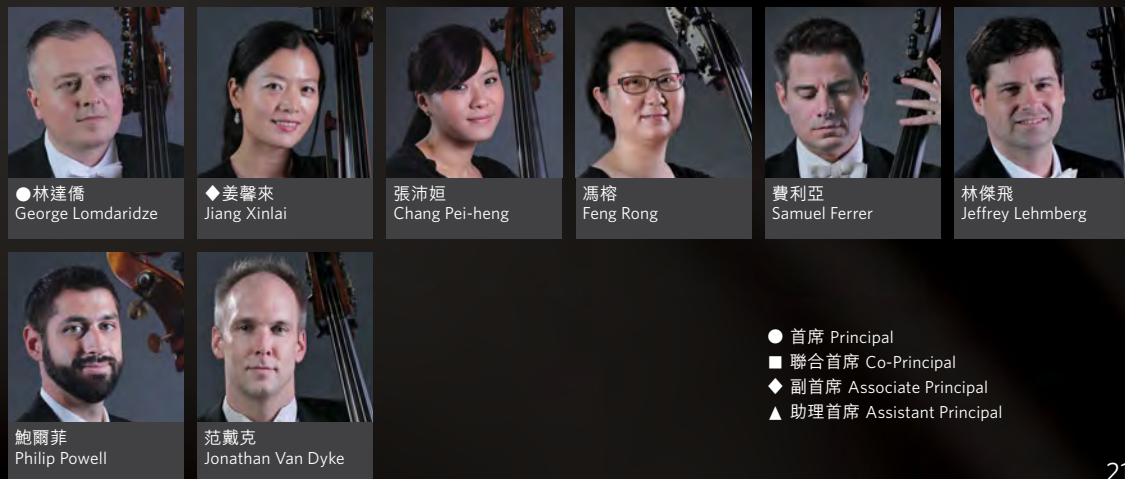 ●林達僑
George Lomdaridze
◆姜馨來
Jiang Xinlai
張沛姮
Chang Pei-heng
馮榕
Feng Rong
費利亞
Samuel Ferrer
林傑飛
Jeffrey Lehmberg
鮑爾菲
Philip Powell
范戴克
Jonathan Van Dyke
● 首席 Principal
■ 聯合首席 Co-Principal
◆ 副首席 Associate Principal
▲ 助理首席 Assistant Principal
21